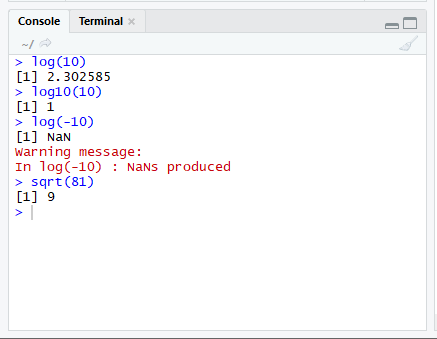 Console Terminal ×
~/
> log(10)
[1] 2.302585
> log10(10)
[1] 1
> log(-10)
[1] NaN
Warning message:
In log(-10) : NaNs produced
> sqrt(81)
[1] 9
>